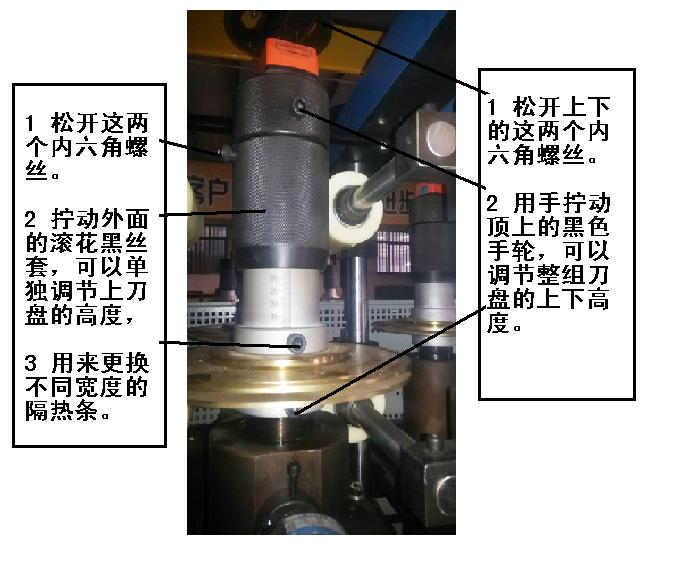 1 松开这两
个内六角螺
丝。
2 拧动外面
的滚花黑丝
套，可以单
独调节上刀
盘的高度，
3 用来更换
不同宽度的
隔热条。
客户
1 松开上下
的这两个内
六角螺丝。
2 用手拧动
顶上的黑色
手轮，可以
调节整组刀
盘的上下高
度。